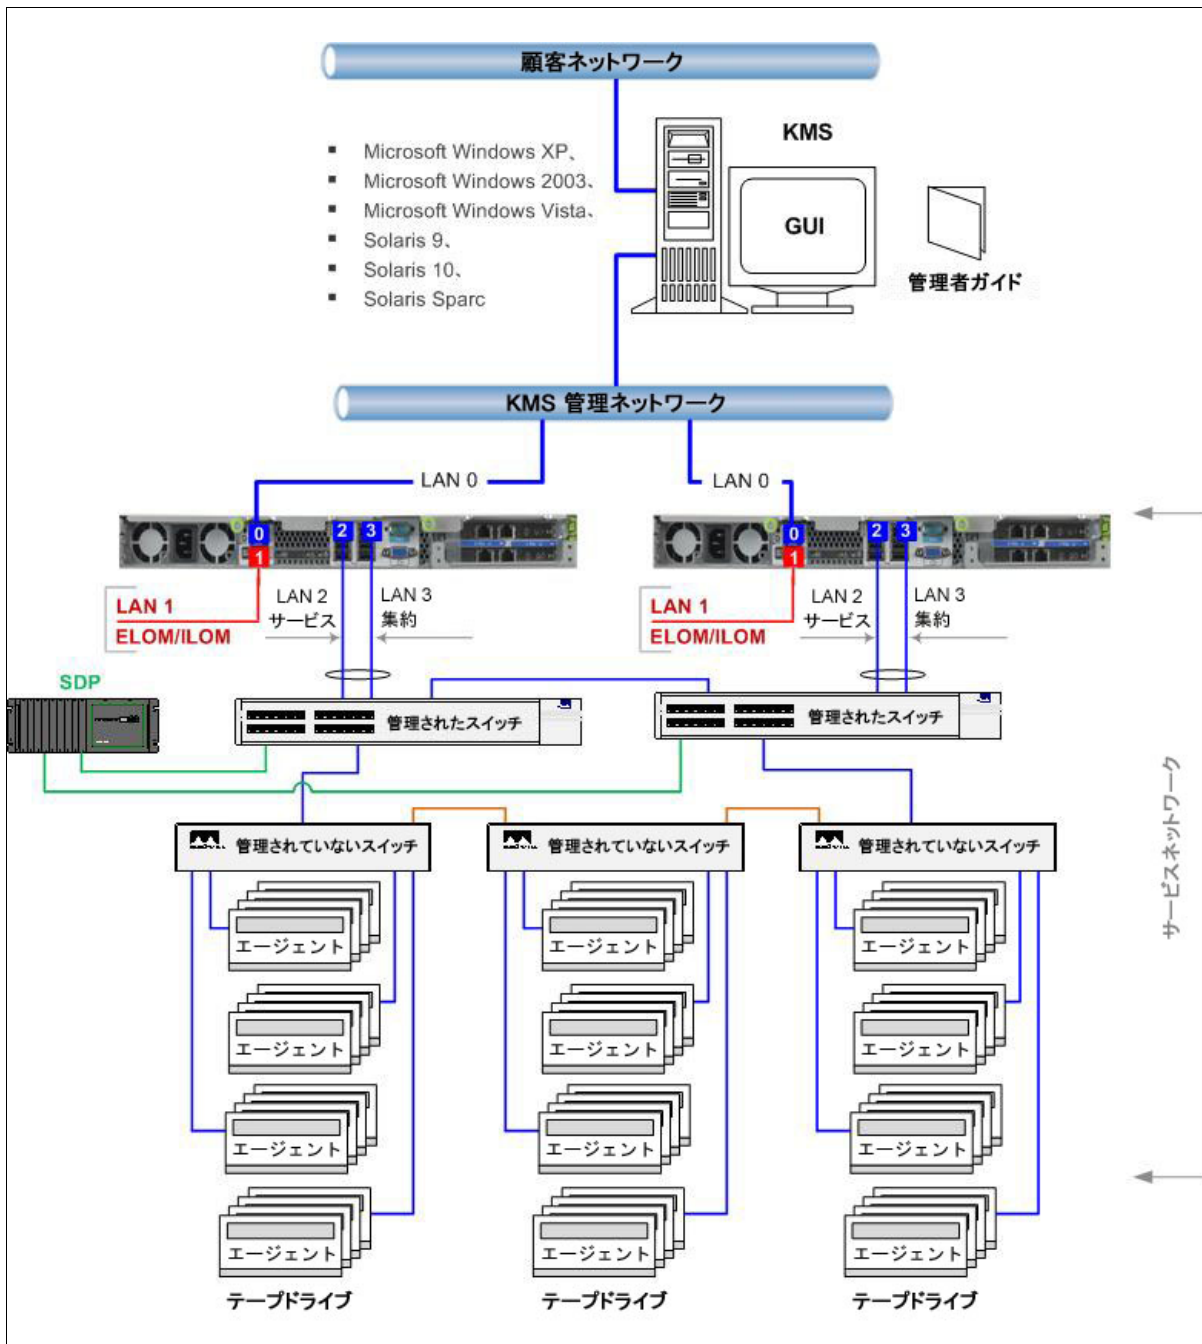 顧客ネットワーク
KMS
■ Microsoft Windows XP、
■ Microsoft Windows 2003、
■ Microsoft Windows Vista、
■ Solaris 9、
■ Solaris 10、
■ Solaris Sparc
GUI
管理者ガイド
KMS 管理ネットワーク
LAN 0
LAN 0
0
1
2
3
0
1
2
3
LAN 1
ELOM/ILOM
LAN 2
サービス
LAN 3
集約
LAN 1
ELOM/ILOM
LAN 2
サービス
LAN 3
集約
SDP
管理されたスイッチ
管理されたスイッチ
サービスネットワーク
管理されていないスイッチ
管理されていないスイッチ
管理されていないスイッチ
エージェント
エージェント
エージェント
エージェント
エージェント
エージェント
エージェント
エージェント
エージェント
エージェント
エージェント
エージェント
テープドライブ
テープドライブ
テープドライブ